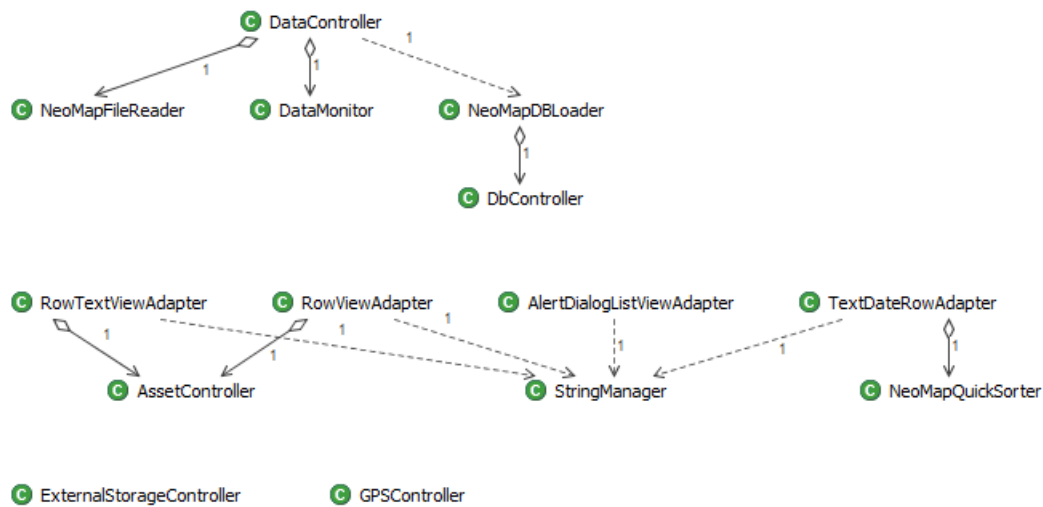 C DataController
1
1
1
C NeoMapFileReader C DataMonitor C NeoMapDBLoader
1
C DbController
C RowTextViewAdapter C RowViewAdapter C AlertDialogListViewAdapter C TextDateRowAdapter
1 1 1 1 1 1 1
C AssetController C StringManager C NeoMapQuickSorter
C ExternalStorageController C GPSController